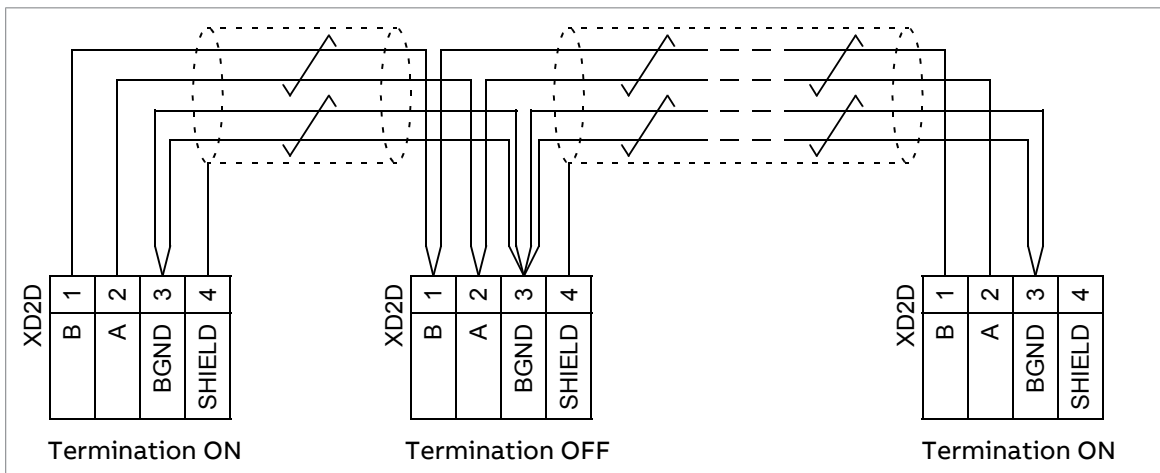 XD2D
1 2 3 4
B A BGND SHIELD
XD2D
1 2 3 4
B A BGND SHIELD
XD2D
1 2 3 4
B A BGND SHIELD
Termination ON
Termination OFF
Termination ON